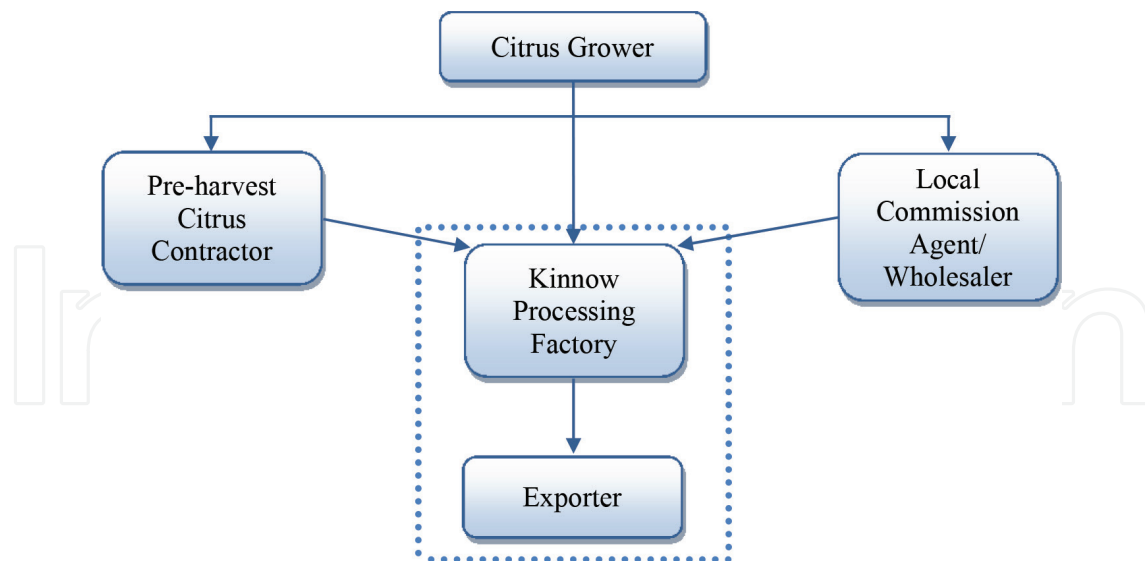 Citrus Grower
Pre-harvest
Citrus
Contractor
Local
Commission
Agent/
Wholesaler
Kinnow
Processing
Factory
Exporter